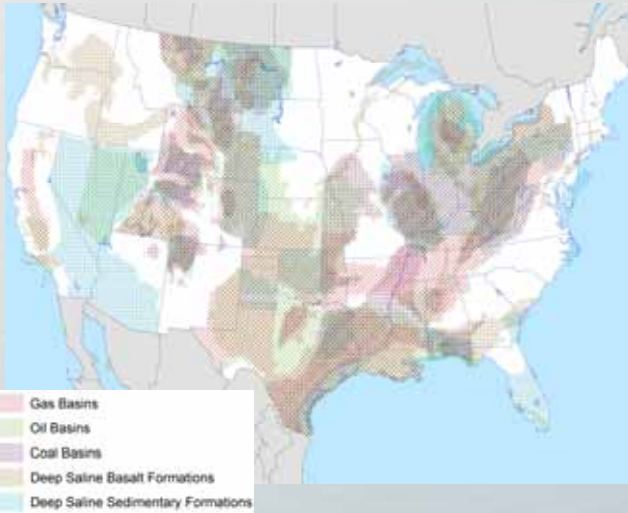 Gas Basins
Oil Basins
Coal Basins
Deep Saline Basalt Formations
Deep Saline Sedimentary Formations